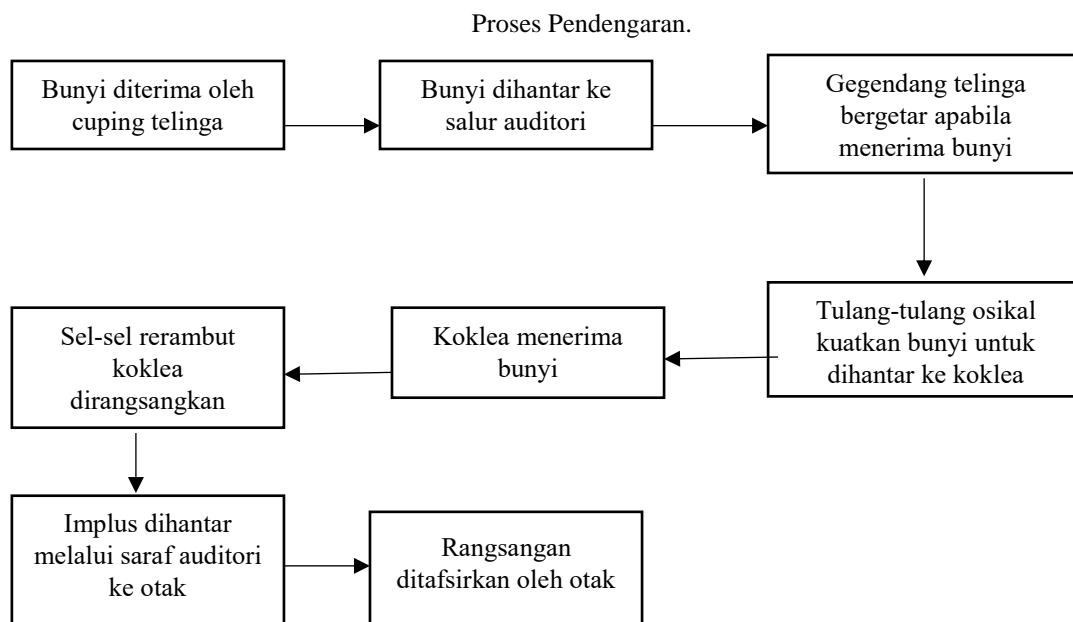 Proses Pendengaran.
Bunyi diterima oleh
cuping telinga
Bunyi dihantar ke
salur auditori
Gegendang telinga
bergetar apabila
menerima bunyi
Tulang-tulang osikal
kuatkan bunyi untuk
dihantar ke koklea
Koklea menerima
bunyi
Sel-sel rerambut
koklea
dirangsangkan
Implus dihantar
melalui saraf auditori
ke otak
Rangsangan
ditafsirkan oleh otak